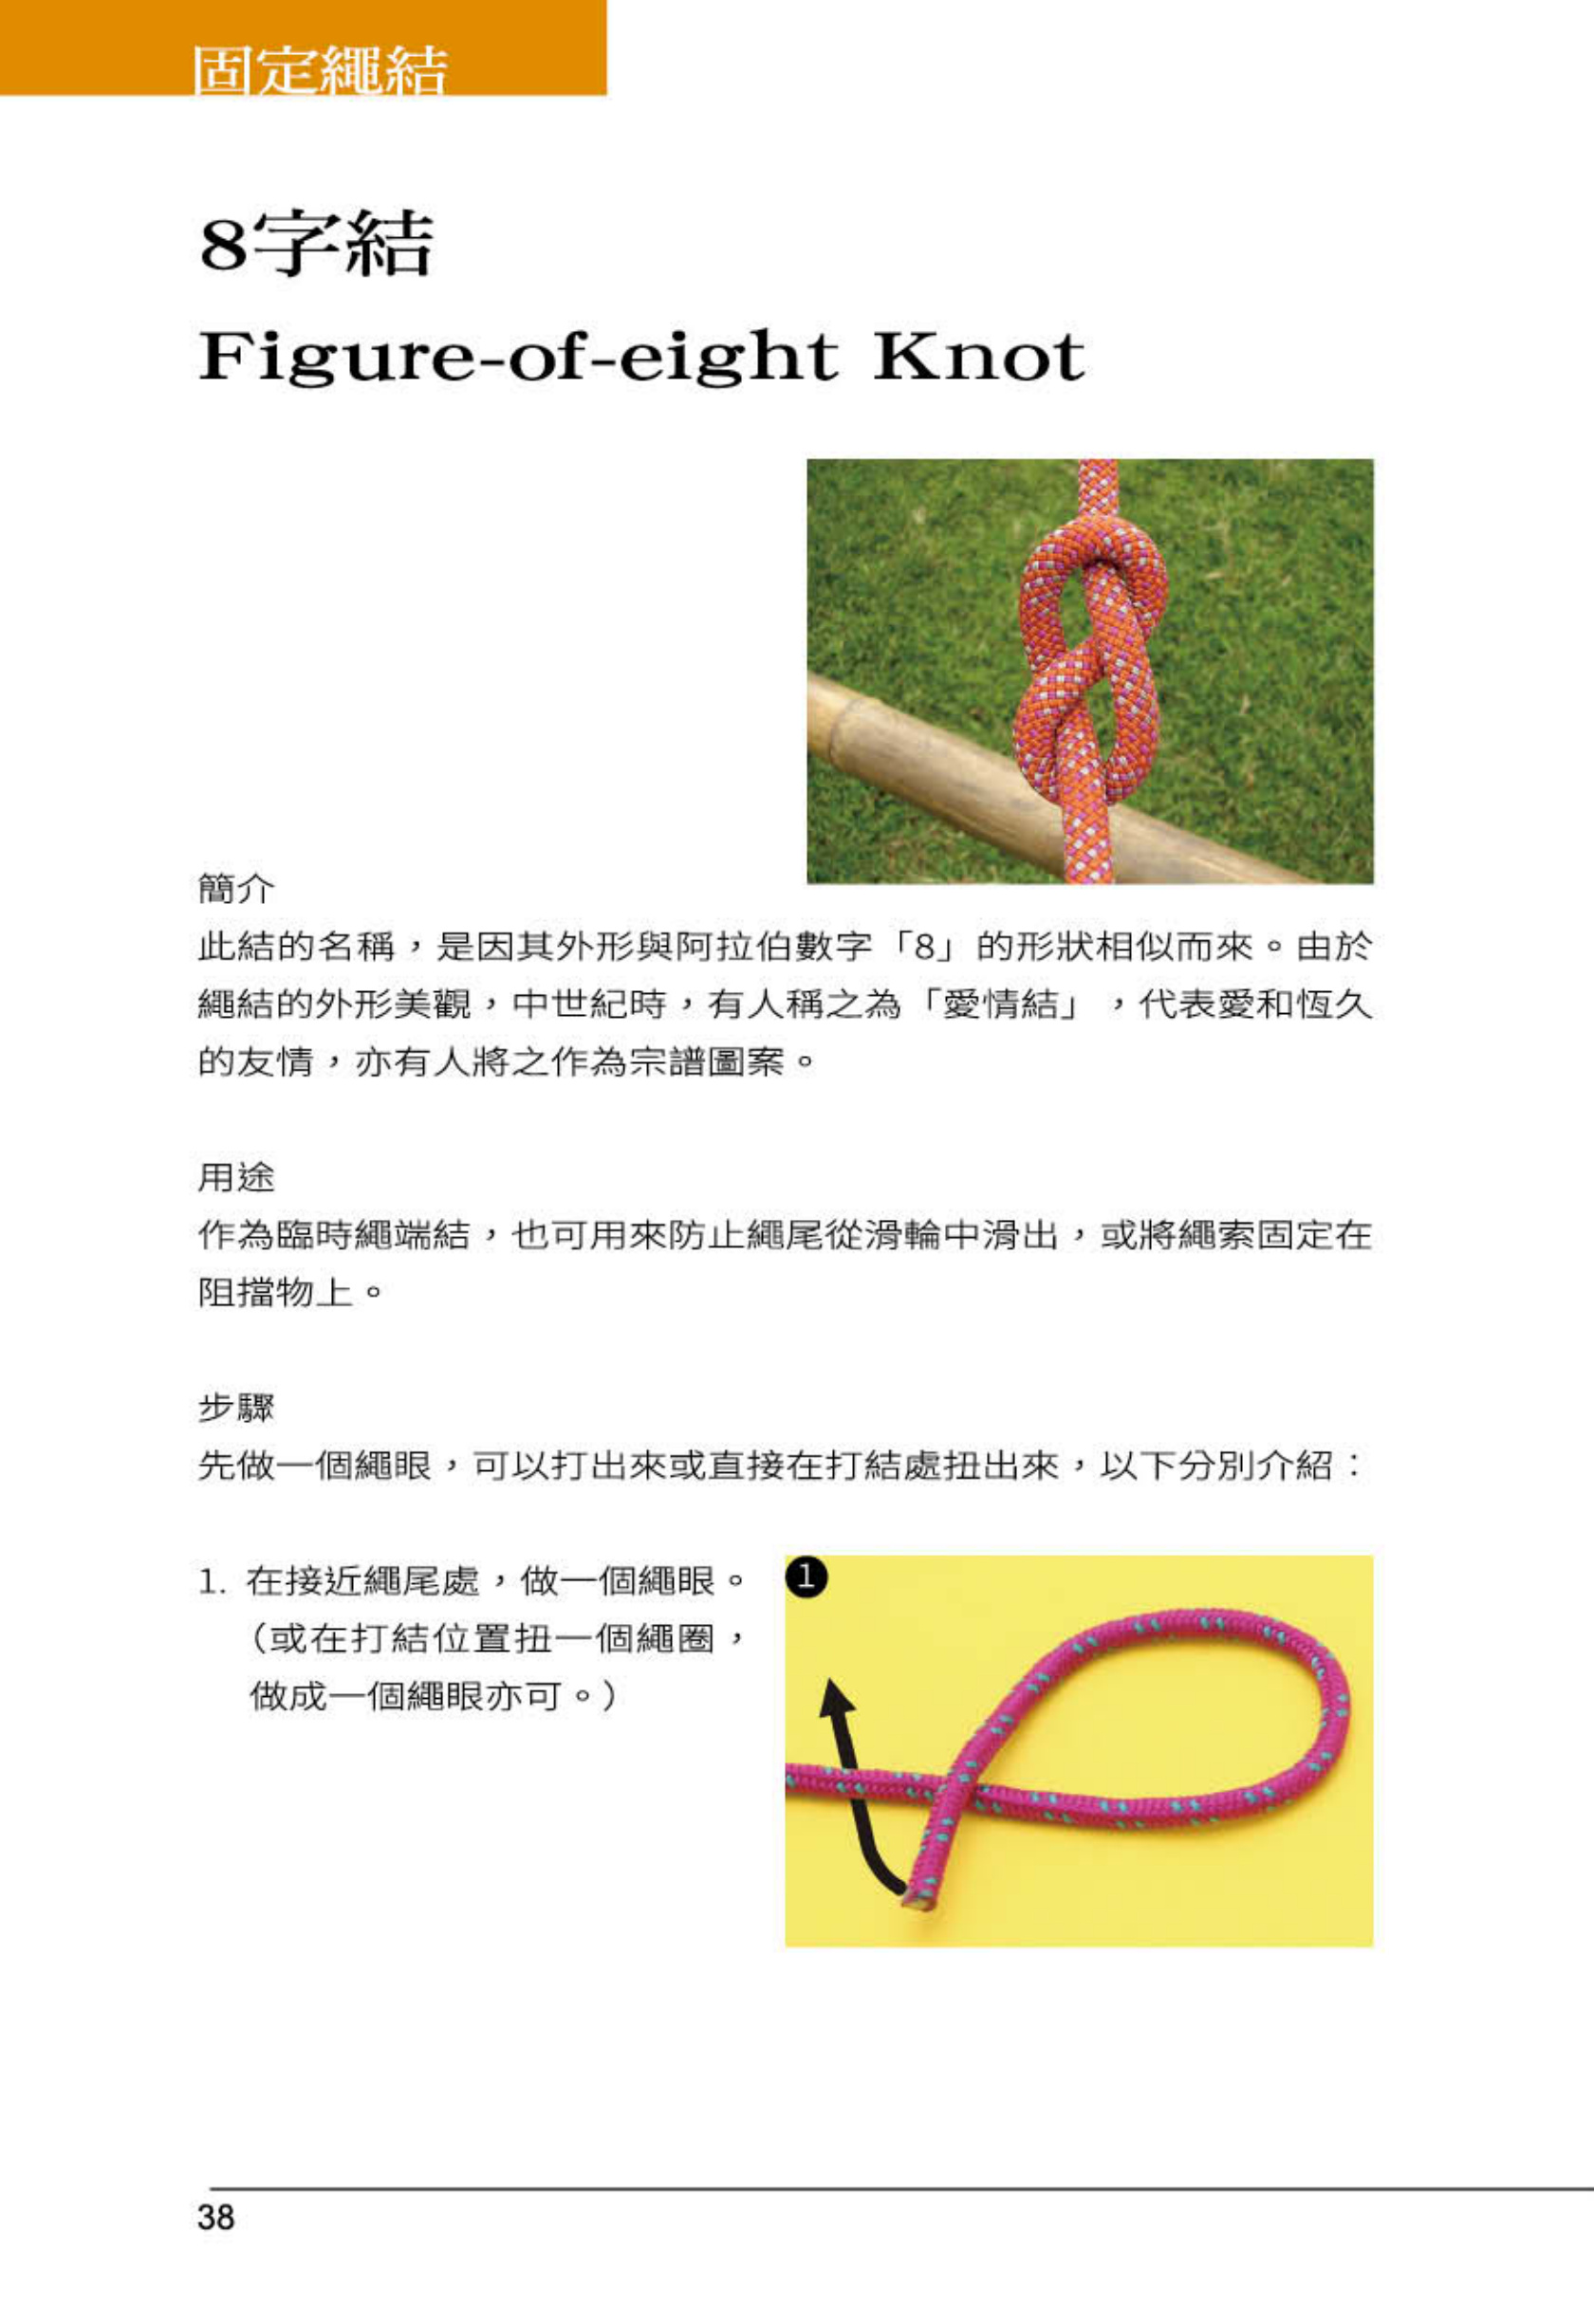 固定繩結
8字結
Figure-of-eight Knot
簡介
此結的名稱，是因其外形與阿拉伯數字「8」的形狀相似而來。由於
繩結的外形美觀，中世紀時，有人稱之為「愛情結」，代表愛和恆久
的友情，亦有人將之作為宗譜圖案。
用途
作為臨時繩端結，也可用來防止繩尾從滑輪中滑出，或將繩索固定在
阻擋物上。
步驟
先做一個繩眼，可以打出來或直接在打結處扭出來，以下分別介紹：
1. 在接近繩尾處，做一個繩眼。
（或在打結位置扭一個繩圈，
做成一個繩眼亦可。）
1
38